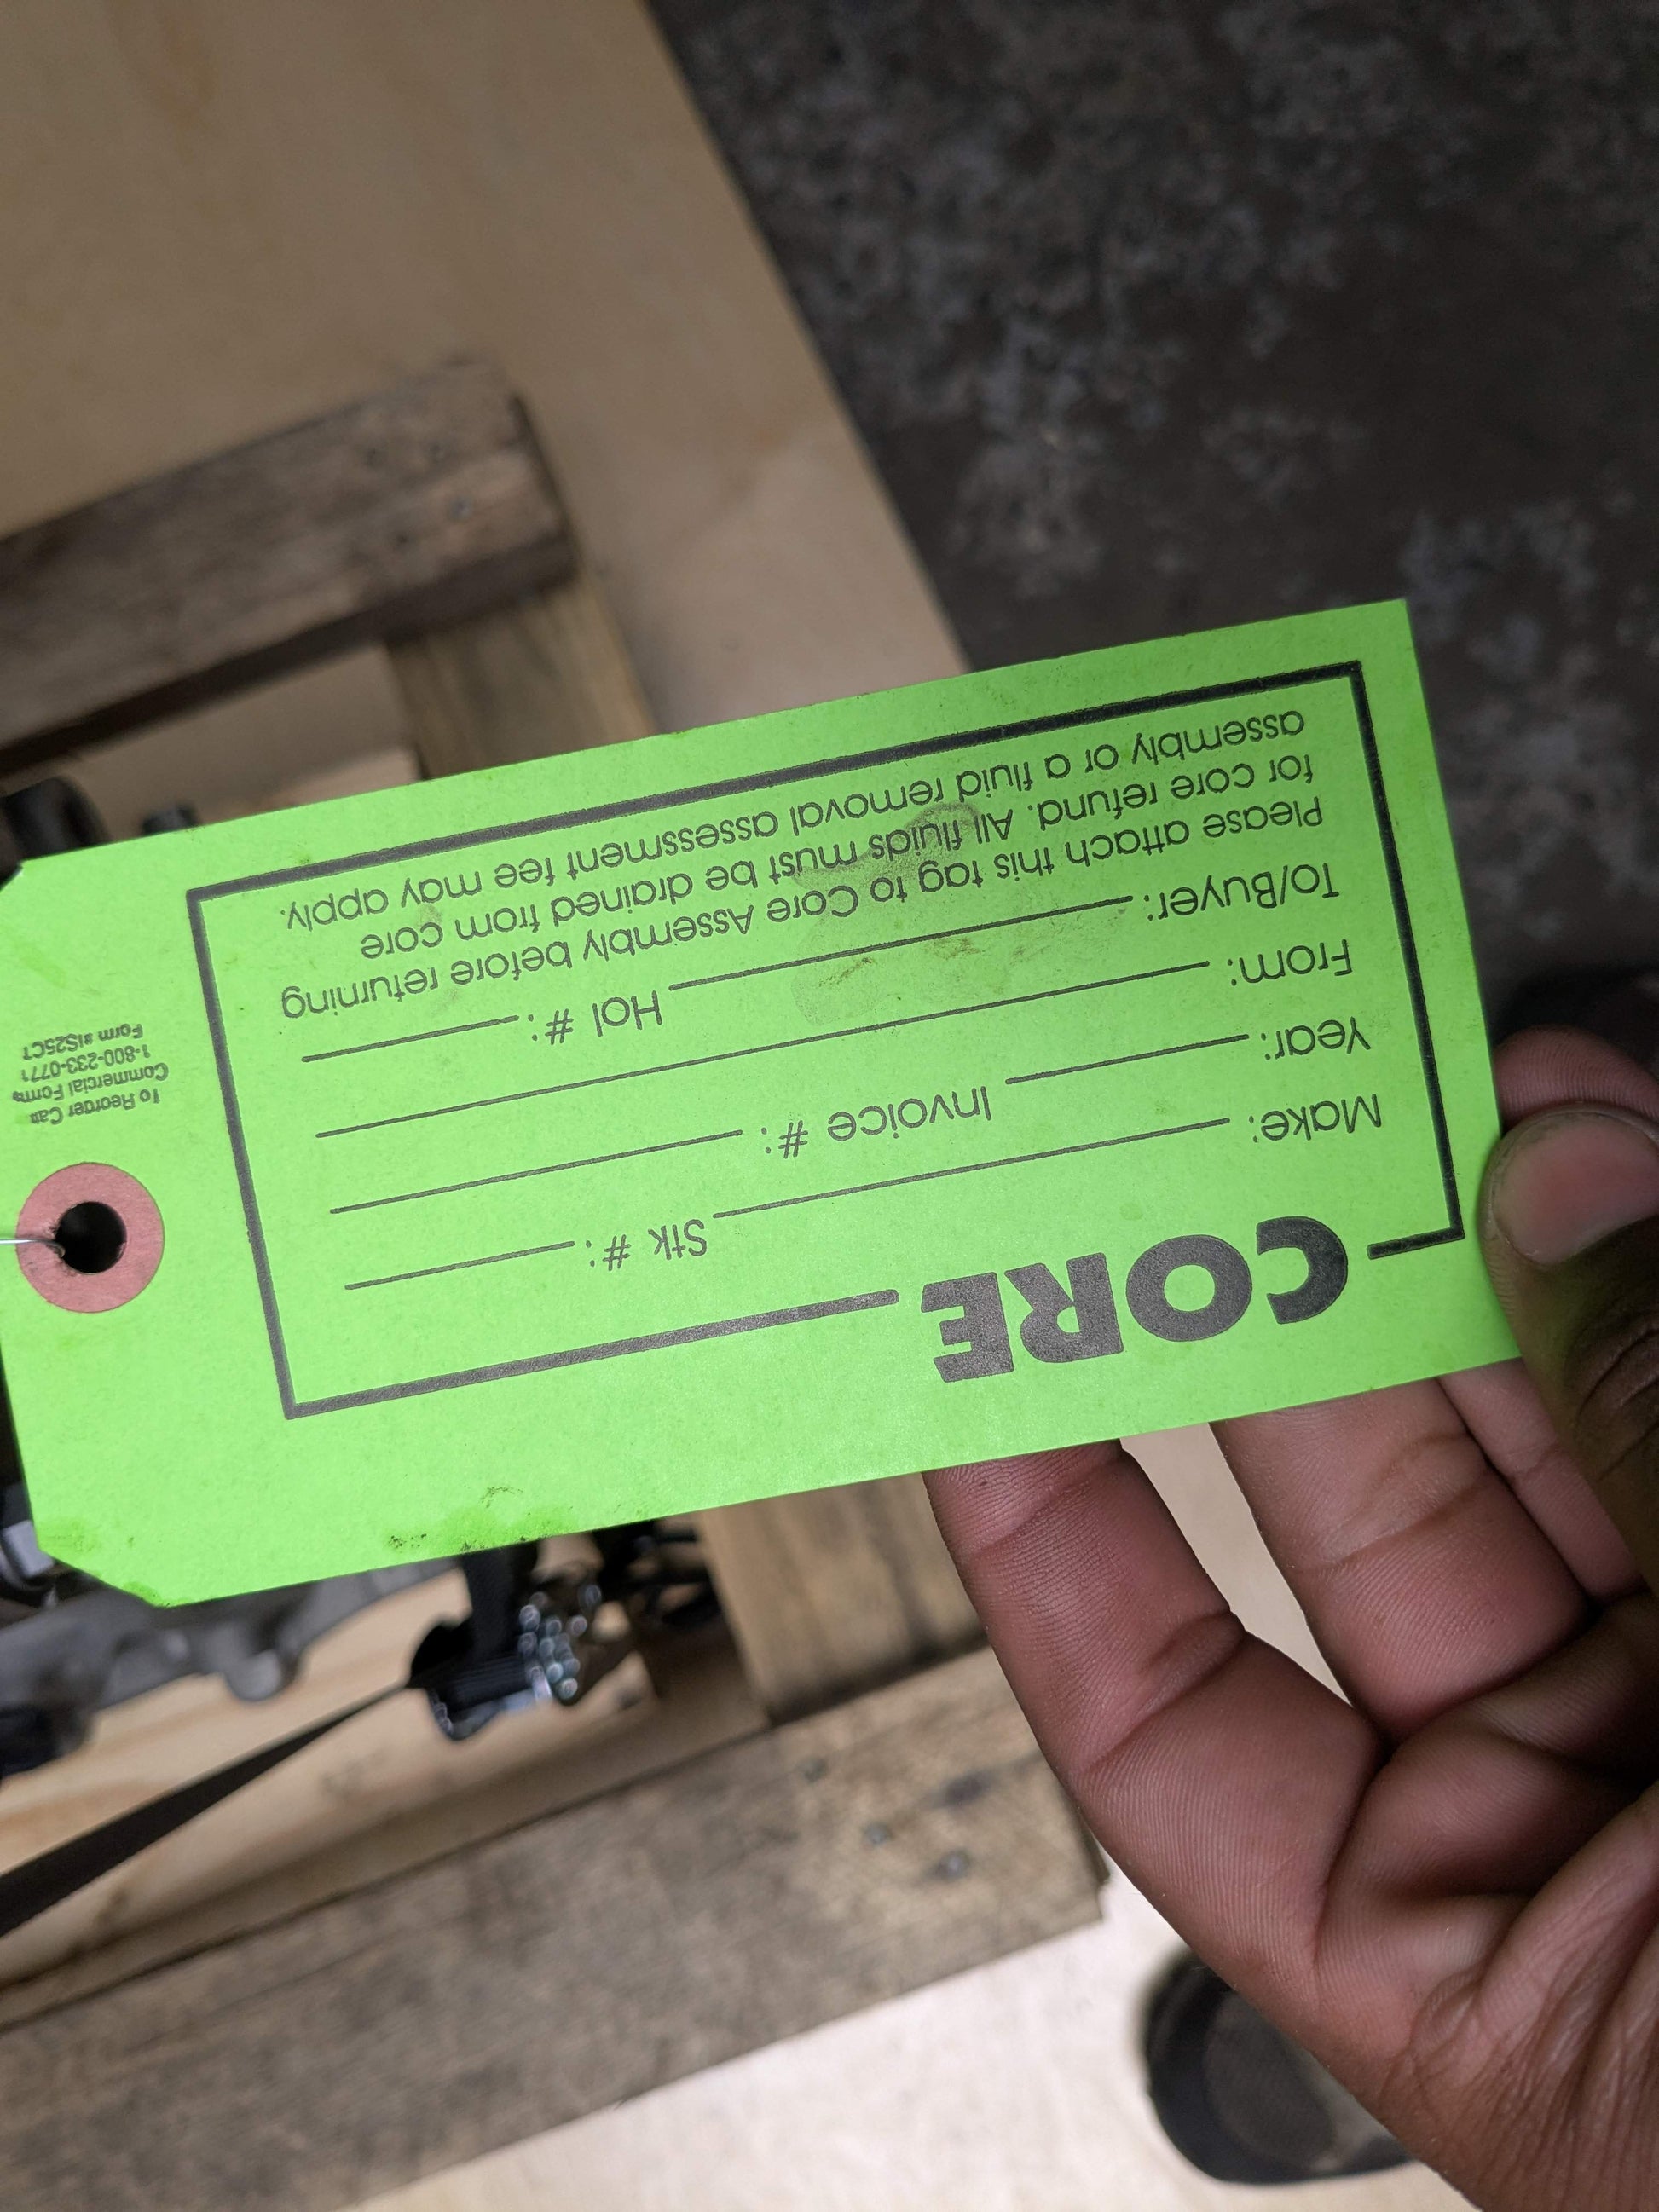 CORE
Make: Stk #:
Year: Invoice #:
From:
To/Buyer: Hol #:
Please attach this tag to Core Assembly before returning
for core refund. All fluids must be drained from core
assembly or a fluid removal assessment fee may apply.
To Reorder Call
Commercial Forms
1-800-233-0771
Form #IS25CT